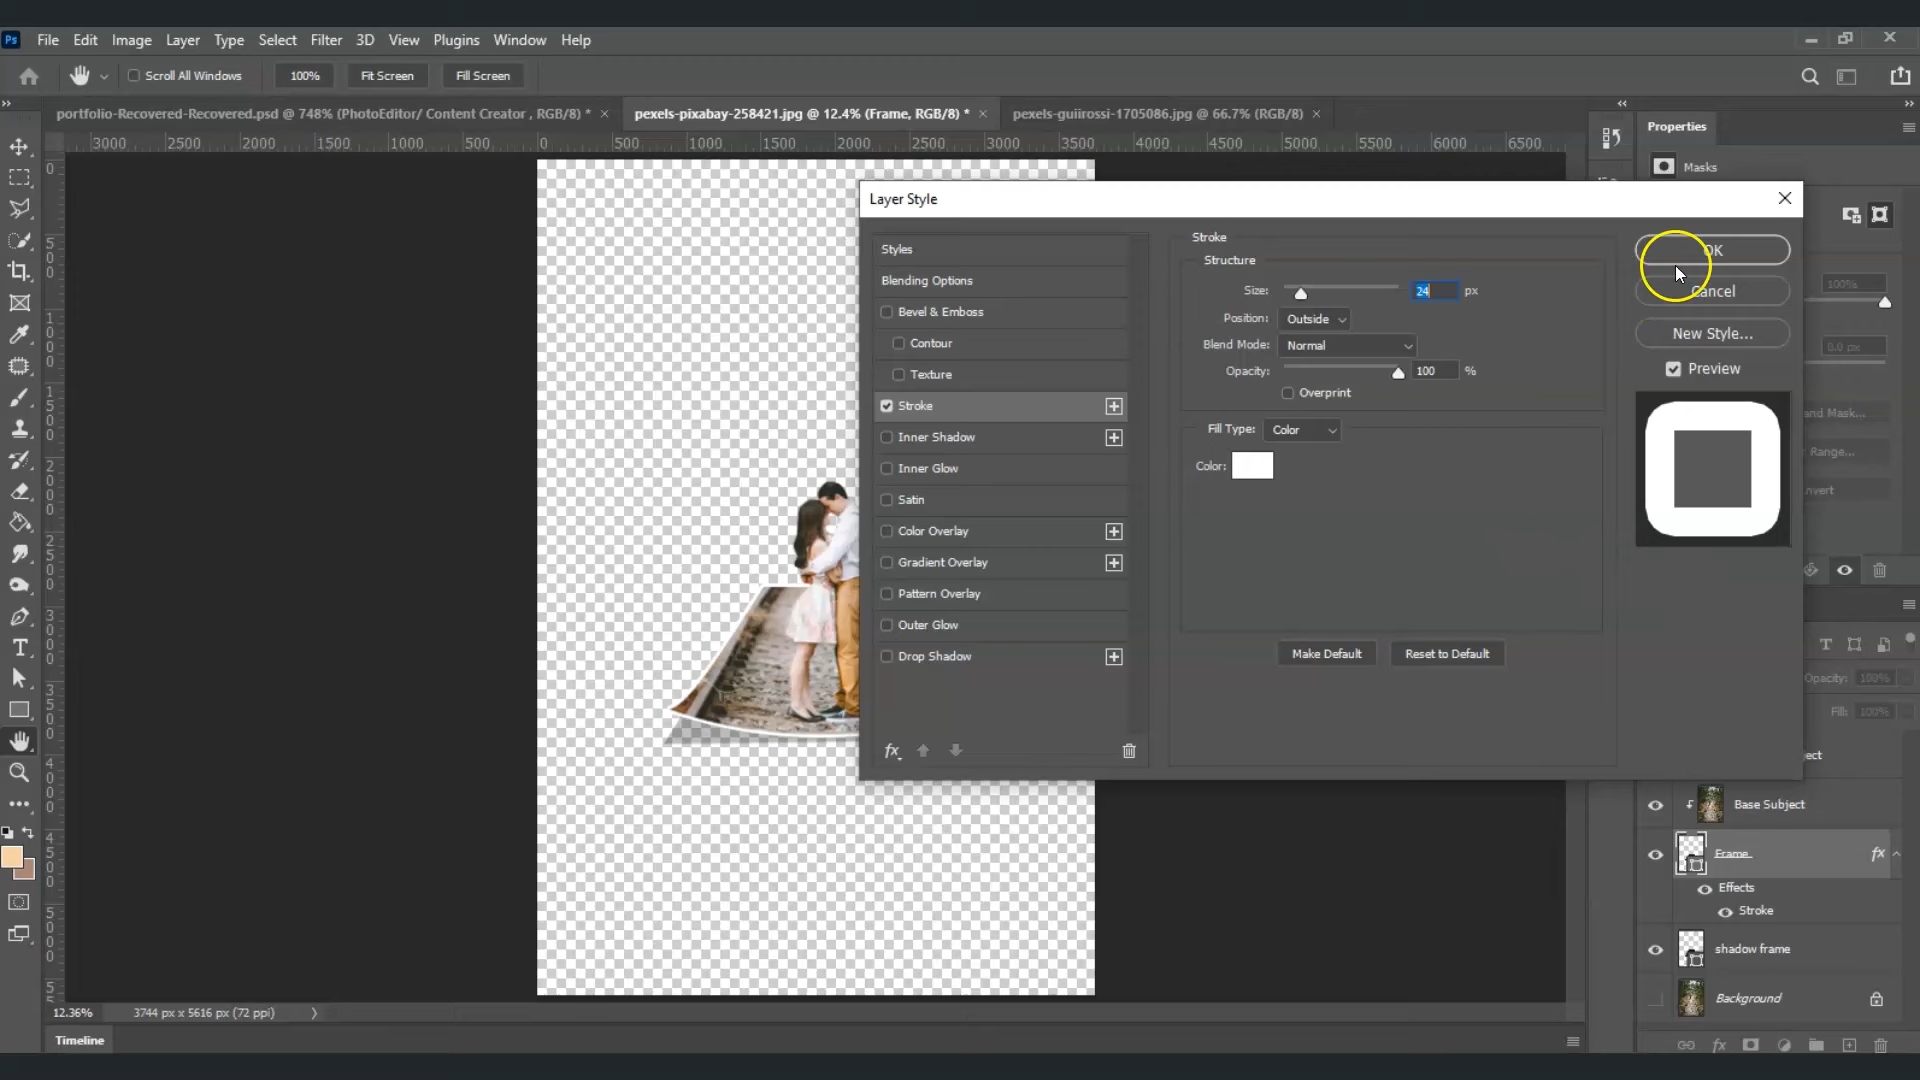 Ps File Edit Image Layer Type Select Filter 3D View Plugins Window Help
Scroll All Windows 100% Fit Screen Fill Screen
portfolio-Recovered-Recovered.psd @ 748% (PhotoEditor/ Content Creator , RGB/8) *
pexels-pixabay-258421.jpg @ 12.4% (Frame, RGB/8) *
pexels-guiirossi-1705086.jpg @ 66.7% (RGB/8)
3000 2500 2000 1500 1000 500 0 500 1000 1500 2000 2500 3000 3500 4000 4500 5000 5500 6000 6500
Properties
Masks
Layer Style
Styles
Blending Options
Bevel & Emboss
Contour
Texture
Stroke
Inner Shadow
Inner Glow
Satin
Color Overlay
Gradient Overlay
Pattern Overlay
Outer Glow
Drop Shadow
fx
Stroke
Structure
Size: 24 px
Position: Outside
Blend Mode: Normal
Opacity: 100 %
Overprint
Fill Type: Color
Color:
Make Default Reset to Default
OK
Cancel
New Style...
Preview
100%
0.0 px
and Mask...
Range...
nvert
Opacity: 100%
Fill: 100%
ect
Base Subject
Frame fx
Effects
Stroke
shadow frame
Background
fx
12.36% 3744 px x 5616 px (72 ppi)
Timeline